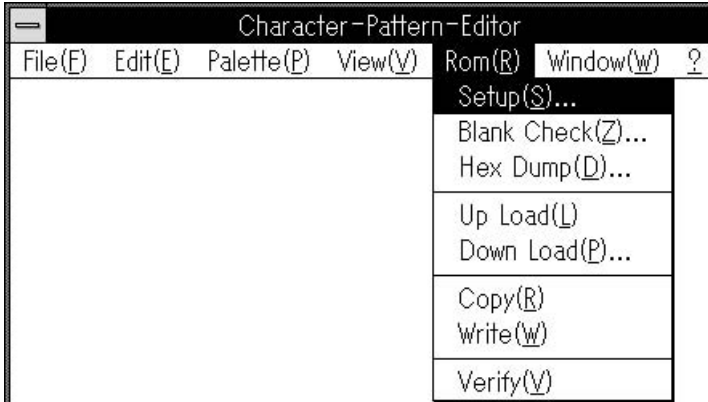 Character-Pattern-Editor
File(F) Edit(E) Palette(P) View(V) Rom(R) Window(W) ?
Setup(S)...
Blank Check(Z)...
Hex Dump(D)...
Up Load(L)
Down Load(P)...
Copy(R)
Write(W)
Verify(V)